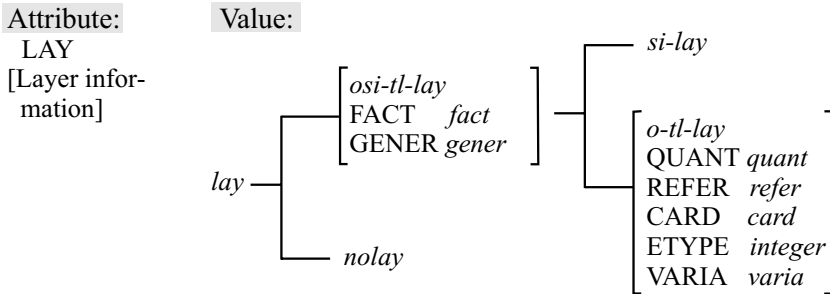 Attribute:
LAY
[Layer infor-
mation]
Value:
lay
osi-tl-lay
FACT fact
GENER gener
nolay
si-lay
o-tl-lay
QUANT quant
REFER refer
CARD card
ETYPE integer
VARIA varia